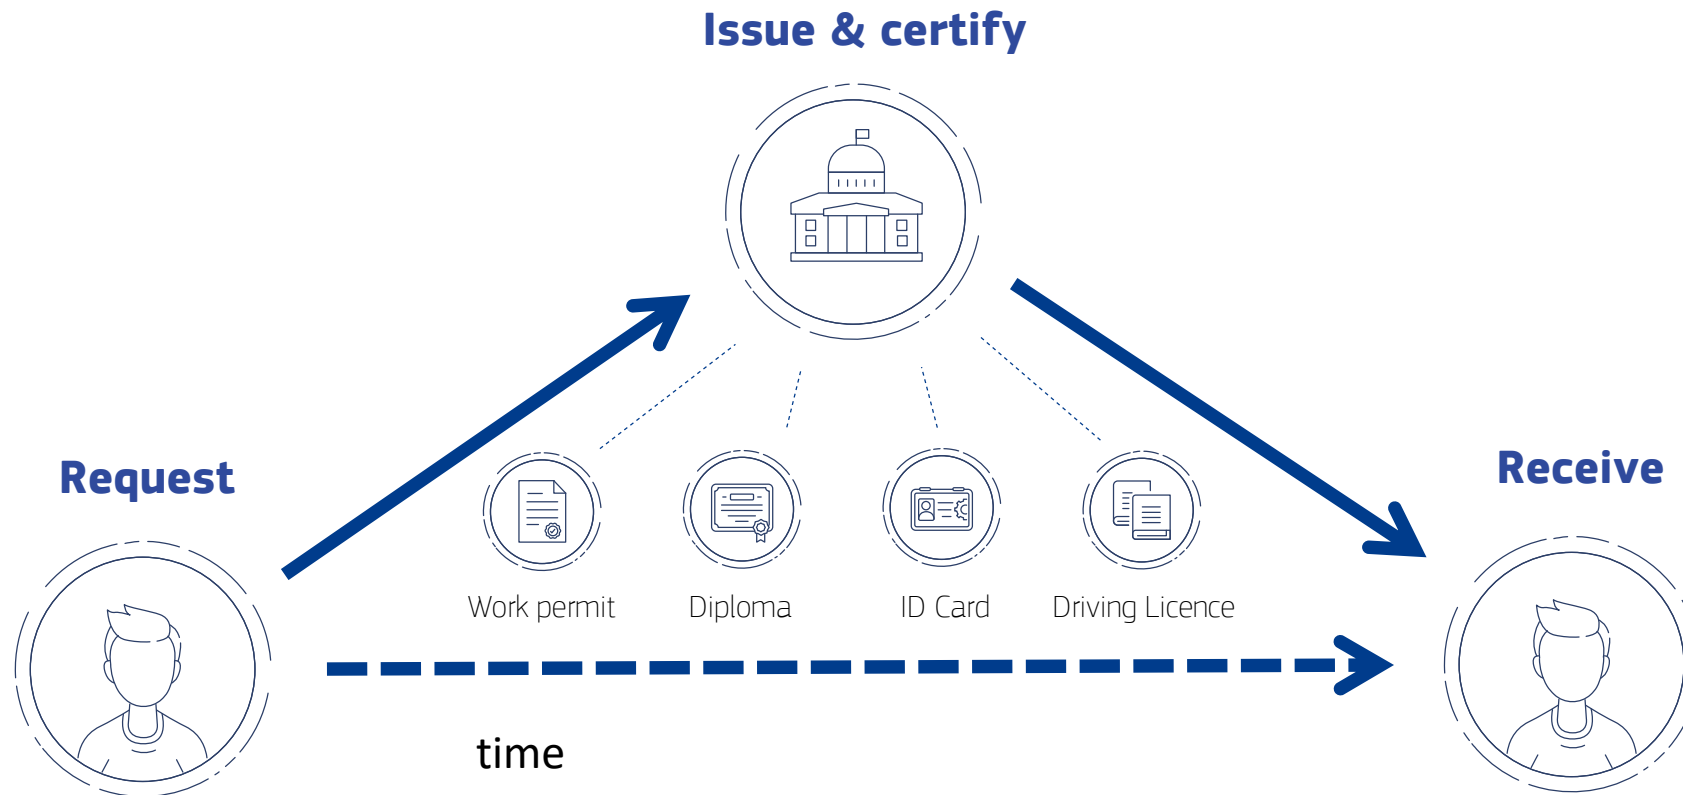 Issue & certify
Request
Receive
Work permit
Diploma
ID Card
Driving Licence
time